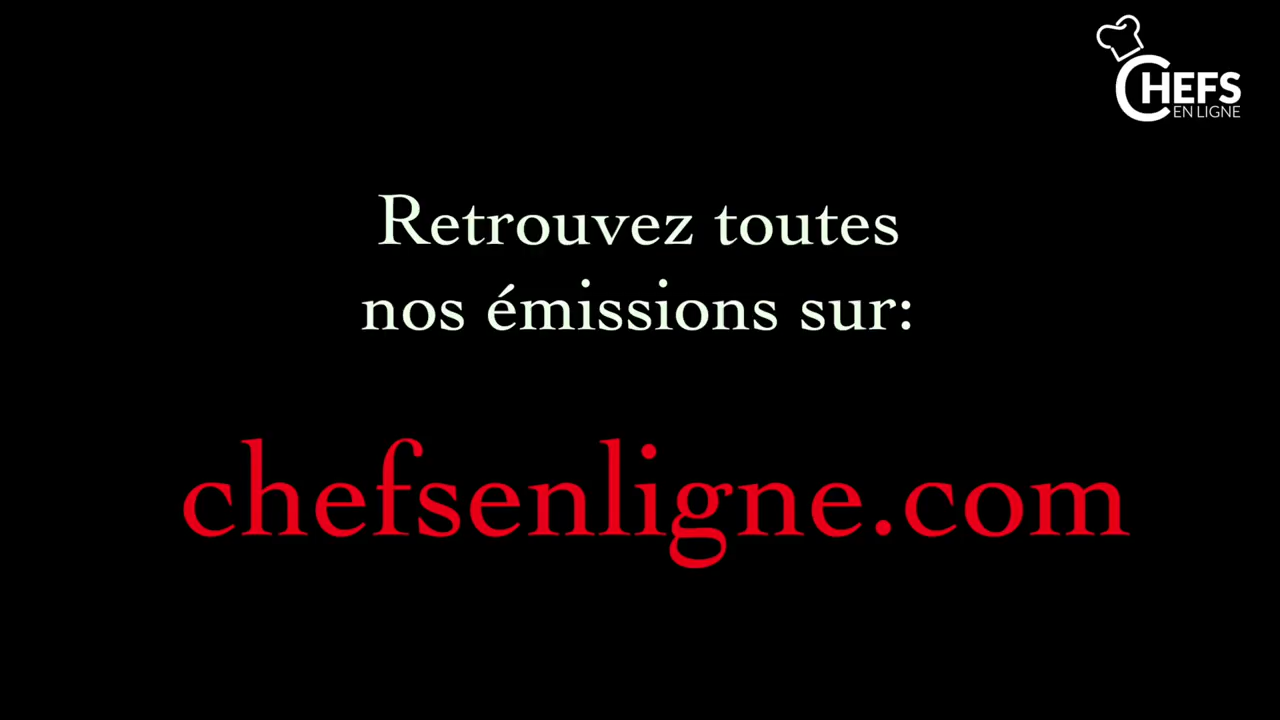 CHEFS
EN LIGNE
Retrouvez toutes
nos émissions sur:
chefsenligne.com